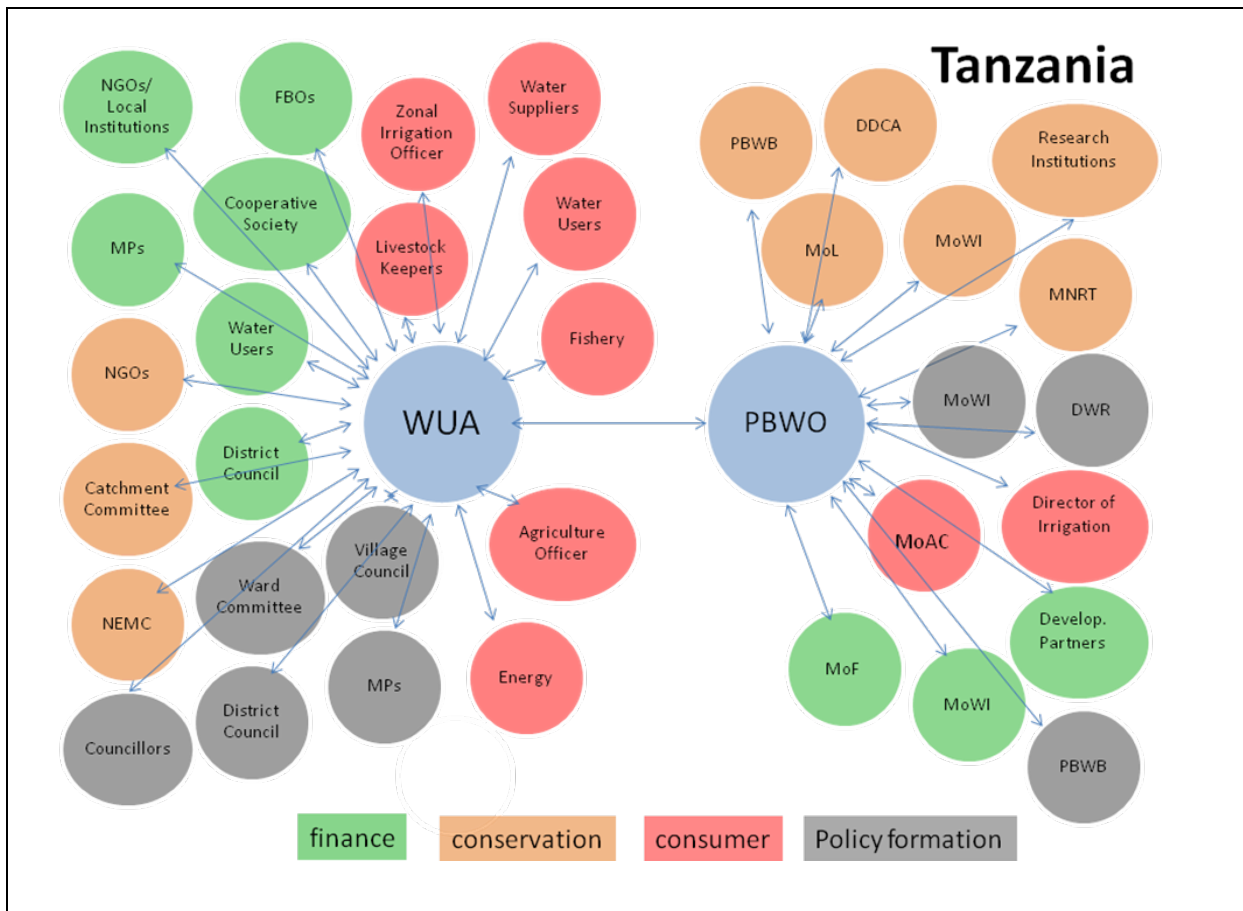 Tanzania
NGOs/
Local
Institutions
FBOs
Zonal
Irrigation
Officer
Water
Suppliers
PBWB
DDCA
Research
Institutions
Cooperative
Society
Water
Users
MPs
Livestock
Keepers
MoL
MoWI
MNRT
Water
Users
Fishery
NGOs
WUA
PBWO
MoWI
DWR
District
Council
Catchment
Committee
Director of
Irrigation
Agriculture
Officer
MoAC
Village
Council
Ward
Committee
NEMC
Develop.
Partners
MPs
Energy
MoF
MoWI
District
Council
Councillors
PBWB
finance
conservation
consumer
Policy formation